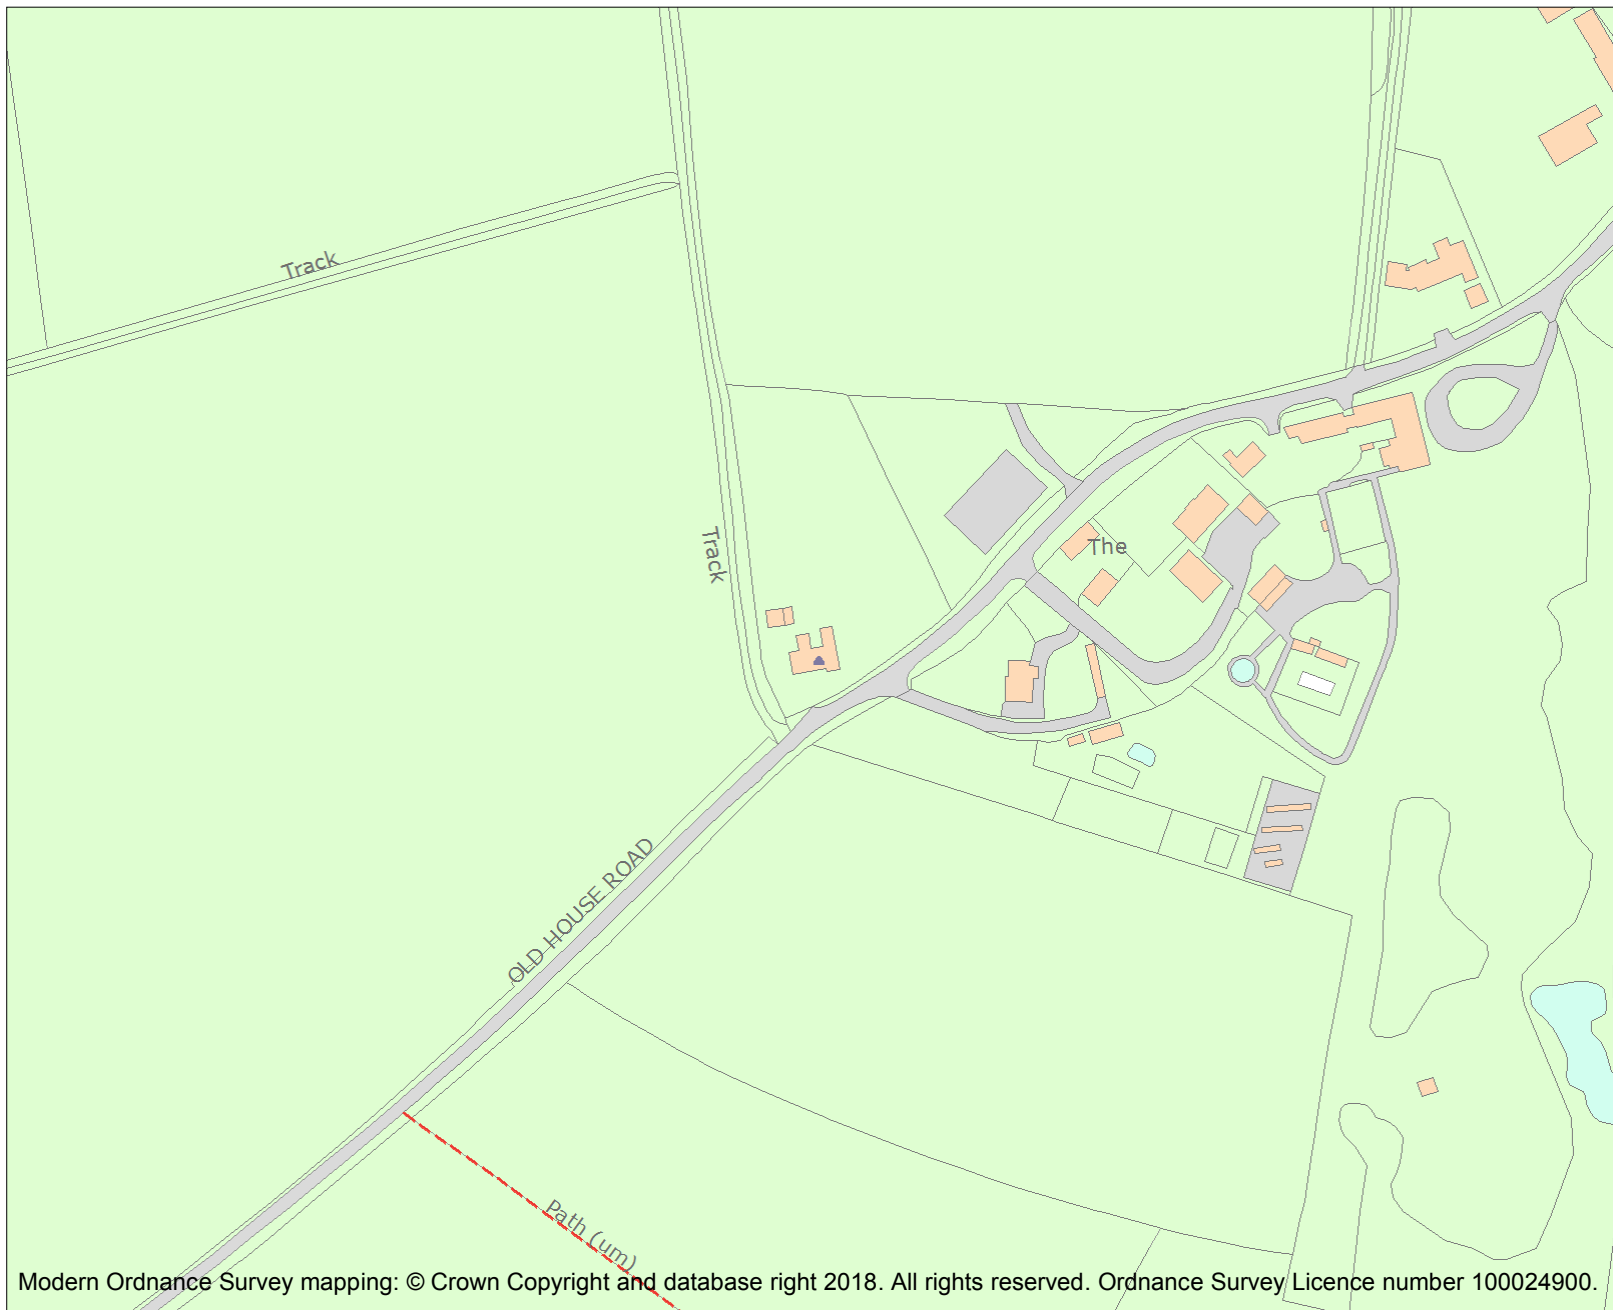 Track
Track
The
OLD HOUSE ROAD
Path (um)
Modern Ordnance Survey mapping: © Crown Copyright and database right 2018. All rights reserved. Ordnance Survey Licence number 100024900.